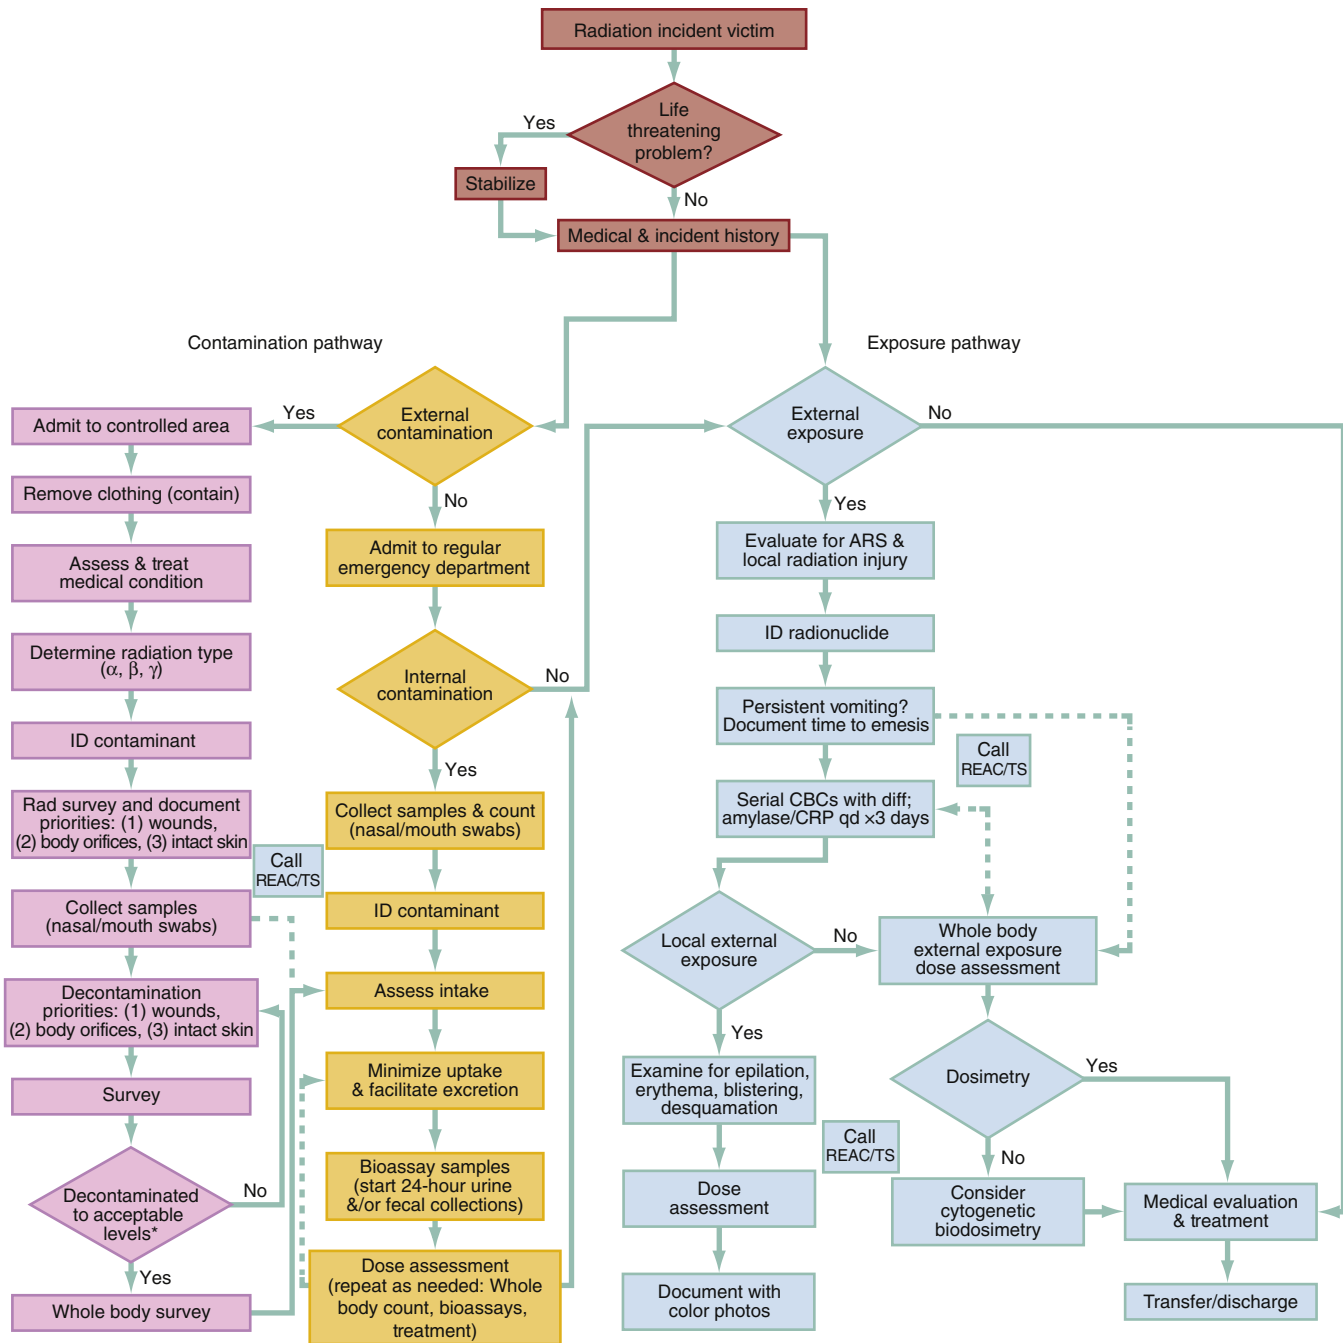 Radiation incident victim
Life
threatening
problem?
Yes
Stabilize
No
Medical & incident history
Contamination pathway
Exposure pathway
External
contamination
Yes
No
Admit to controlled area
Remove clothing (contain)
Assess & treat
medical condition
Determine radiation type
(α, β, γ)
ID contaminant
Rad survey and document
priorities: (1) wounds,
(2) body orifices, (3) intact skin
Call
REAC/TS
Collect samples
(nasal/mouth swabs)
Decontamination
priorities: (1) wounds,
(2) body orifices, (3) intact skin
Survey
Decontaminated
to acceptable
levels*
No
Yes
Whole body survey
Admit to regular
emergency department
Internal
contamination
No
Yes
Collect samples & count
(nasal/mouth swabs)
ID contaminant
Assess intake
Minimize uptake
& facilitate excretion
Bioassay samples
(start 24-hour urine
&/or fecal collections)
Dose assessment
(repeat as needed: Whole
body count, bioassays,
treatment)
External
exposure
No
Yes
Evaluate for ARS &
local radiation injury
ID radionuclide
Persistent vomiting?
Document time to emesis
Call
REAC/TS
Serial CBCs with diff;
amylase/CRP qd ×3 days
Local external
exposure
No
Yes
Whole body
external exposure
dose assessment
Examine for epilation,
erythema, blistering,
desquamation
Call
REAC/TS
Dose
assessment
Document with
color photos
Dosimetry
Yes
No
Consider
cytogenetic
biodosimetry
Medical evaluation
& treatment
Transfer/discharge